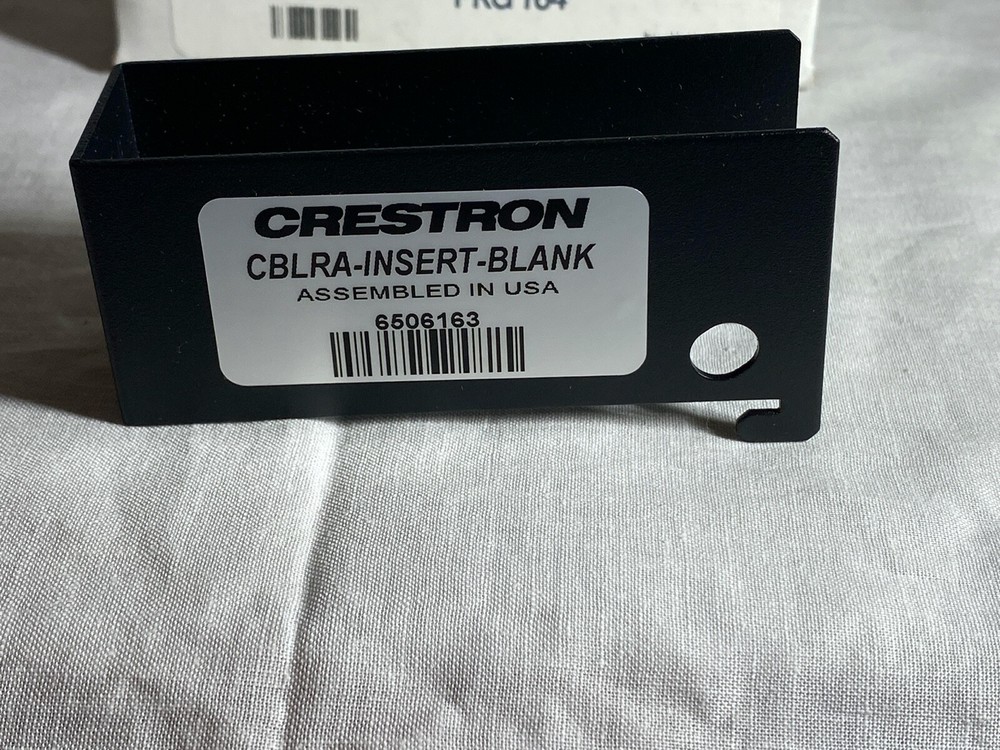 CRESTRON
CBLRA-INSERT-BLANK
ASSEMBLED IN USA
6506163